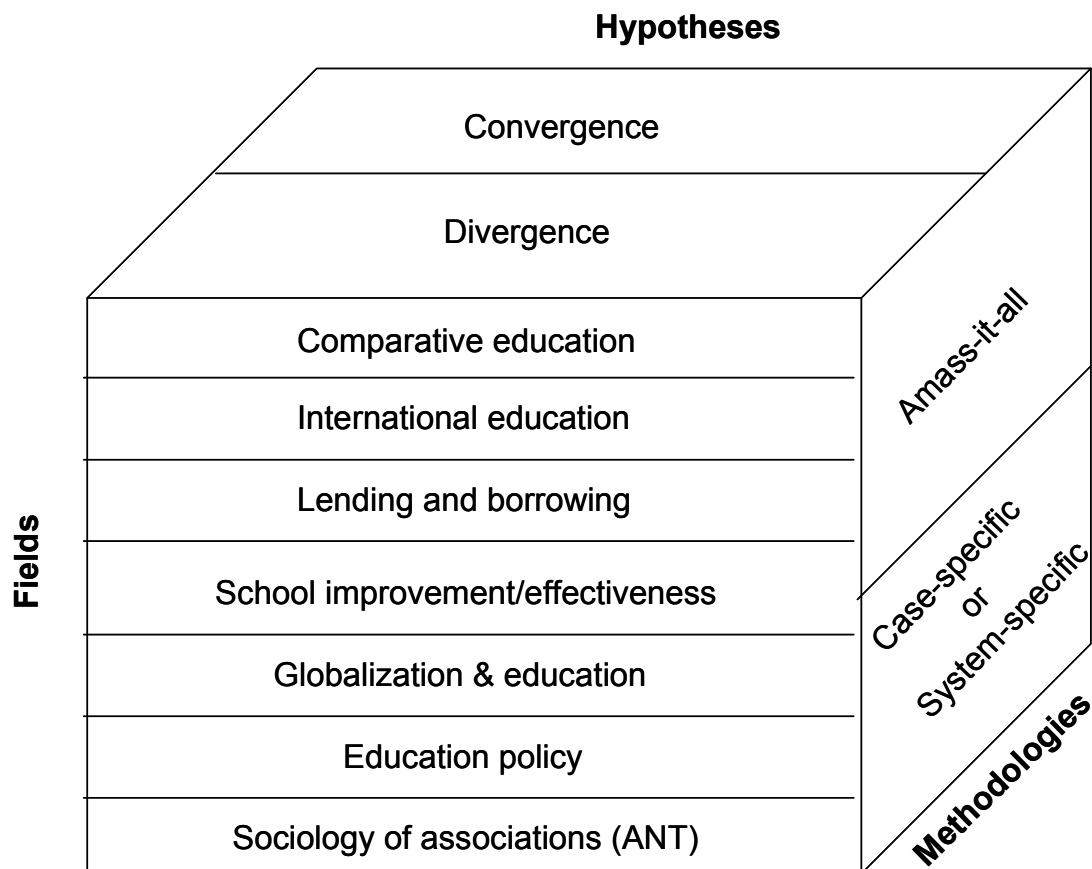 Hypotheses
Convergence
Divergence
Comparative education
International education
Lending and borrowing
School improvement/effectiveness
Globalization & education
Education policy
Sociology of associations (ANT)
Fields
Amass-it-all
Case-specific
or
System-specific
Methodologies